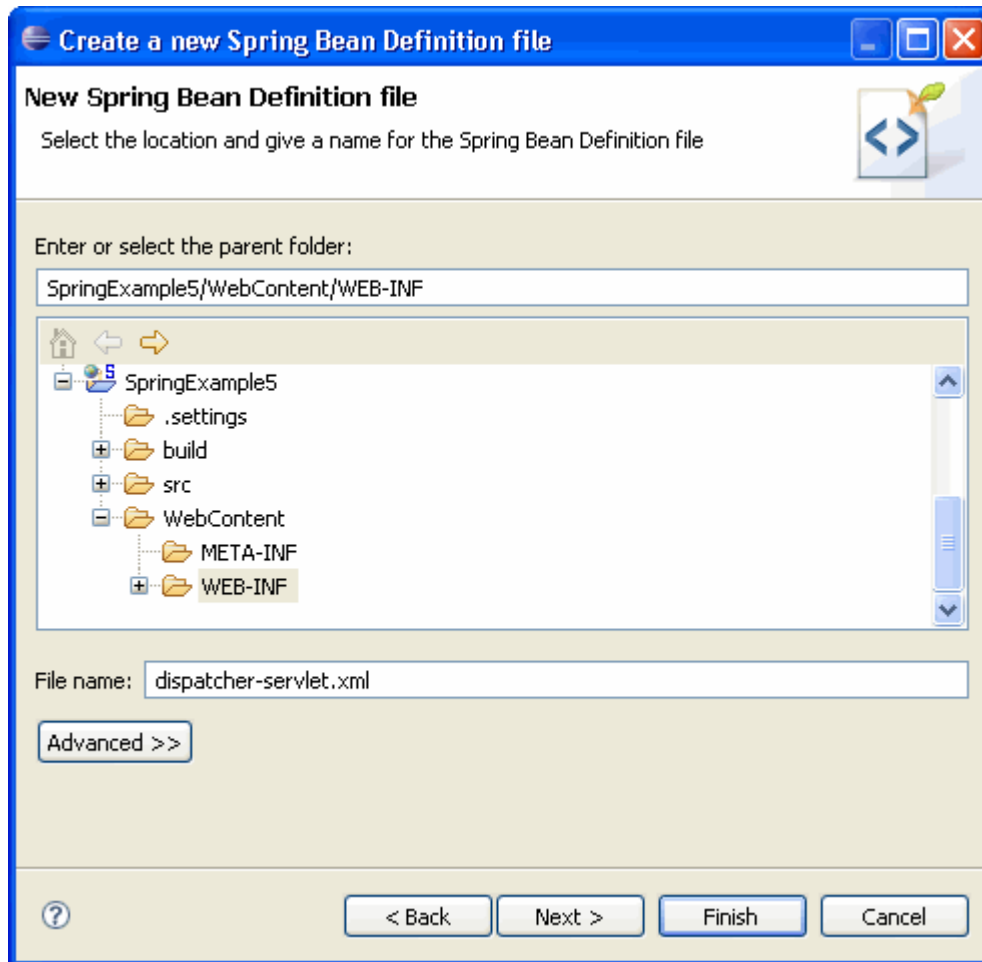 Create a new Spring Bean Definition file
New Spring Bean Definition file
Select the location and give a name for the Spring Bean Definition file
Enter or select the parent folder:
SpringExample5/WebContent/WEB-INF
SpringExample5
.settings
build
src
WebContent
META-INF
WEB-INF
File name: dispatcher-servlet.xml
Advanced >>
< Back Next > Finish Cancel